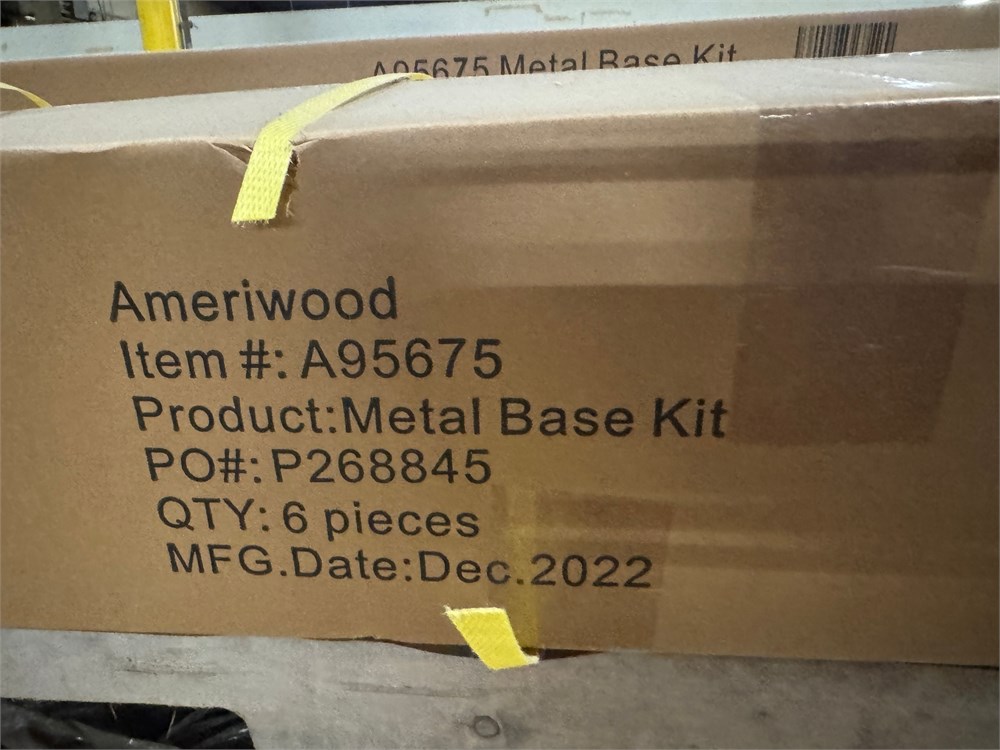 A95675 Metal Base Kit
Ameriwood
Item #: A95675
Product:Metal Base Kit
PO#: P268845
QTY: 6 pieces
MFG.Date:Dec.2022